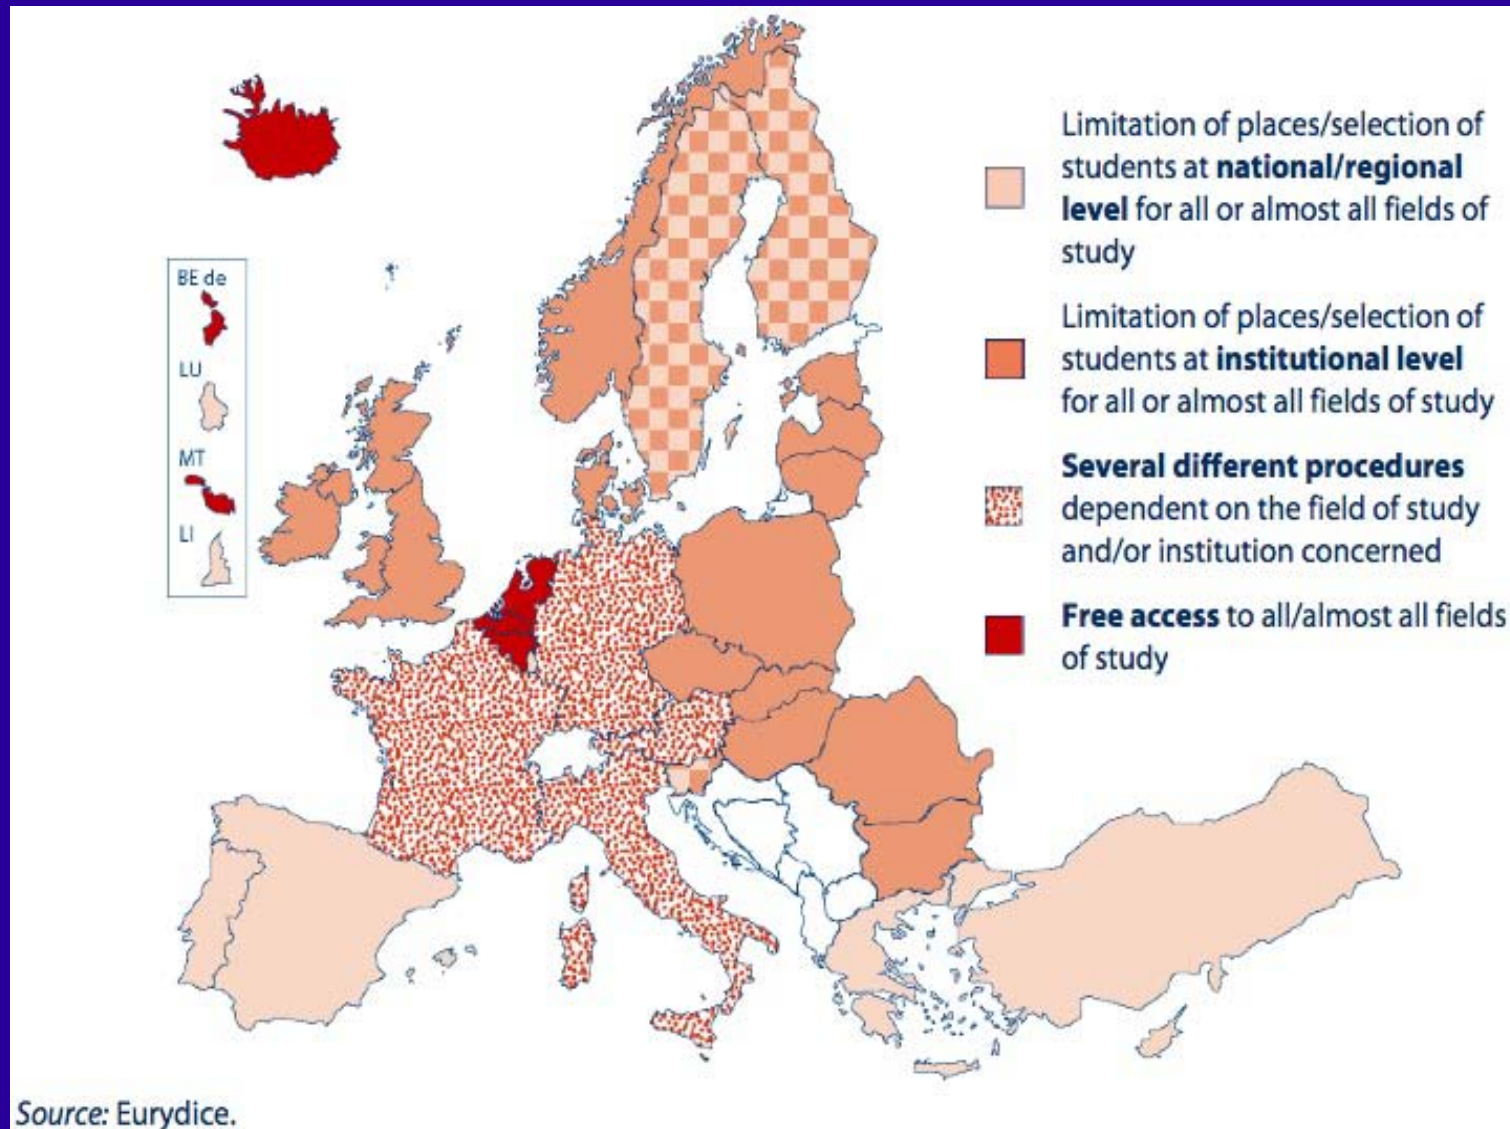 BE de
LU
MT
LI
Limitation of places/selection of
students at national/regional
level for all or almost all fields of
study
Limitation of places/selection of
students at institutional level
for all or almost all fields of study
Several different procedures
dependent on the field of study
and/or institution concerned
Free access to all/almost all fields
of study
Source: Eurydice.